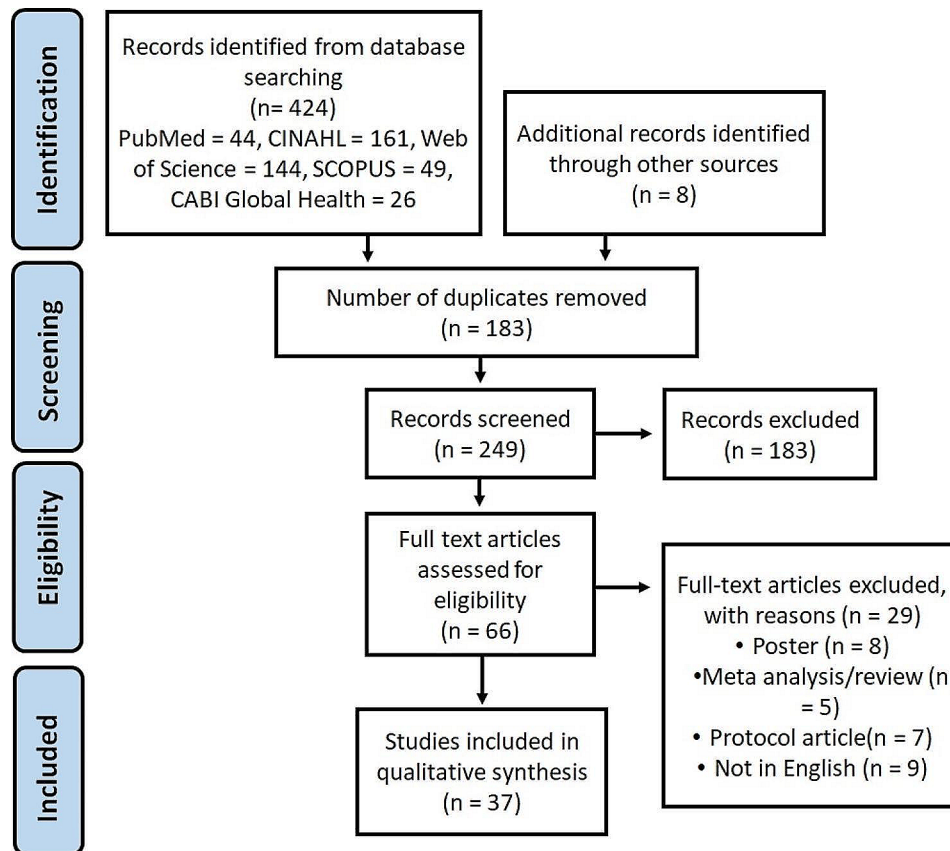 Identification
Records identified from database
searching
(n= 424)
PubMed = 44, CINAHL = 161, Web
of Science = 144, SCOPUS = 49,
CABI Global Health = 26
Additional records identified
through other sources
(n = 8)
Screening
Number of duplicates removed
(n = 183)
Records screened
(n = 249)
Records excluded
(n = 183)
Eligibility
Full text articles
assessed for
eligibility
(n = 66)
Full-text articles excluded,
with reasons (n = 29)
• Poster (n = 8)
•Meta analysis/review (n
= 5)
• Protocol article(n = 7)
• Not in English (n = 9)
Included
Studies included in
qualitative synthesis
(n = 37)